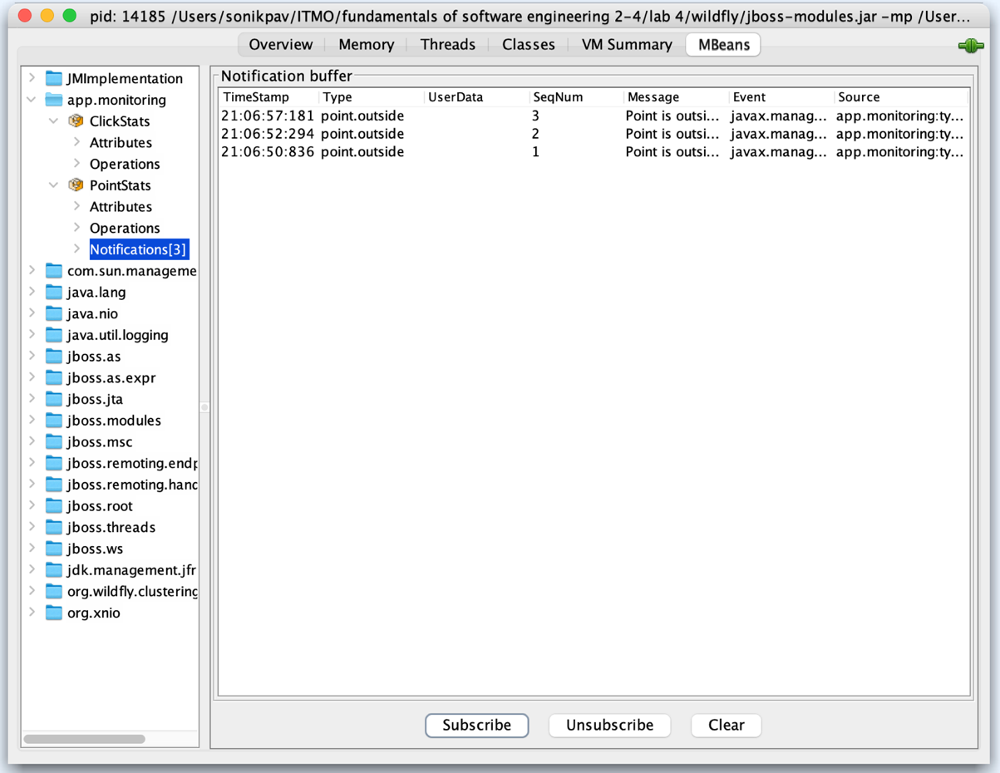 pid: 14185 /Users/sonikpav/ITMO/fundamentals of software engineering 2-4/lab 4/wildfly/jboss-modules.jar -mp /User...
Overview Memory Threads Classes VM Summary MBeans
JMImplementation
app.monitoring
ClickStats
Attributes
Operations
PointStats
Attributes
Operations
Notifications[3]
com.sun.manageme
java.lang
java.nio
java.util.logging
jboss.as
jboss.as.expr
jboss.jta
jboss.modules
jboss.msc
jboss.remoting.endp
jboss.remoting.hand
jboss.root
jboss.threads
jboss.ws
jdk.management.jfr
org.wildfly.clustering
org.xnio
Notification buffer
TimeStamp Type UserData SeqNum Message Event Source
21:06:57:181 point.outside 3 Point is outsi... javax.manag... app.monitoring:ty...
21:06:52:294 point.outside 2 Point is outsi... javax.manag... app.monitoring:ty...
21:06:50:836 point.outside 1 Point is outsi... javax.manag... app.monitoring:ty...
Subscribe Unsubscribe Clear